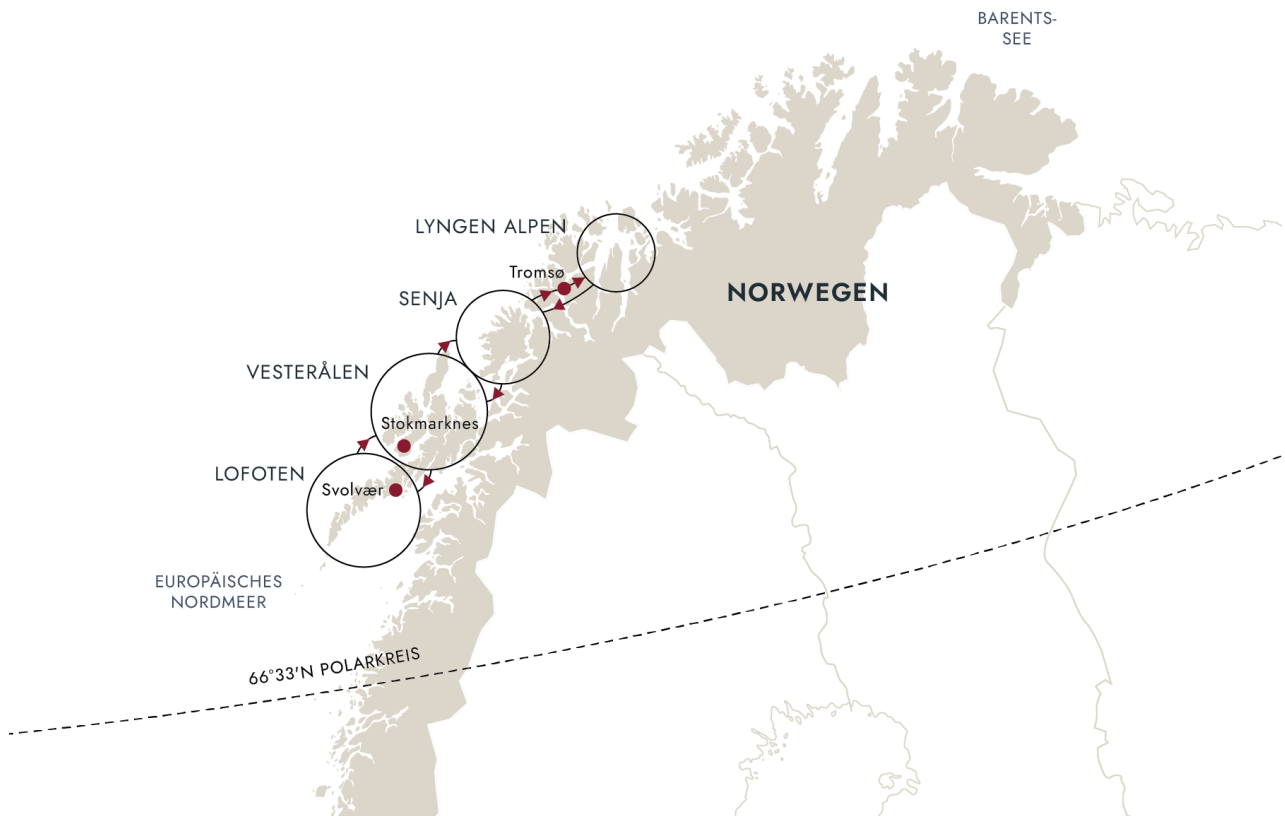 BARENTS-
SEE
LYNGEN ALPEN
Tromsø
NORWEGEN
SENJA
VESTERÅLEN
Stokmarknes
LOFOTEN
Svolvær
EUROPÄISCHES
NORDMEER
66°33'N POLARKREIS